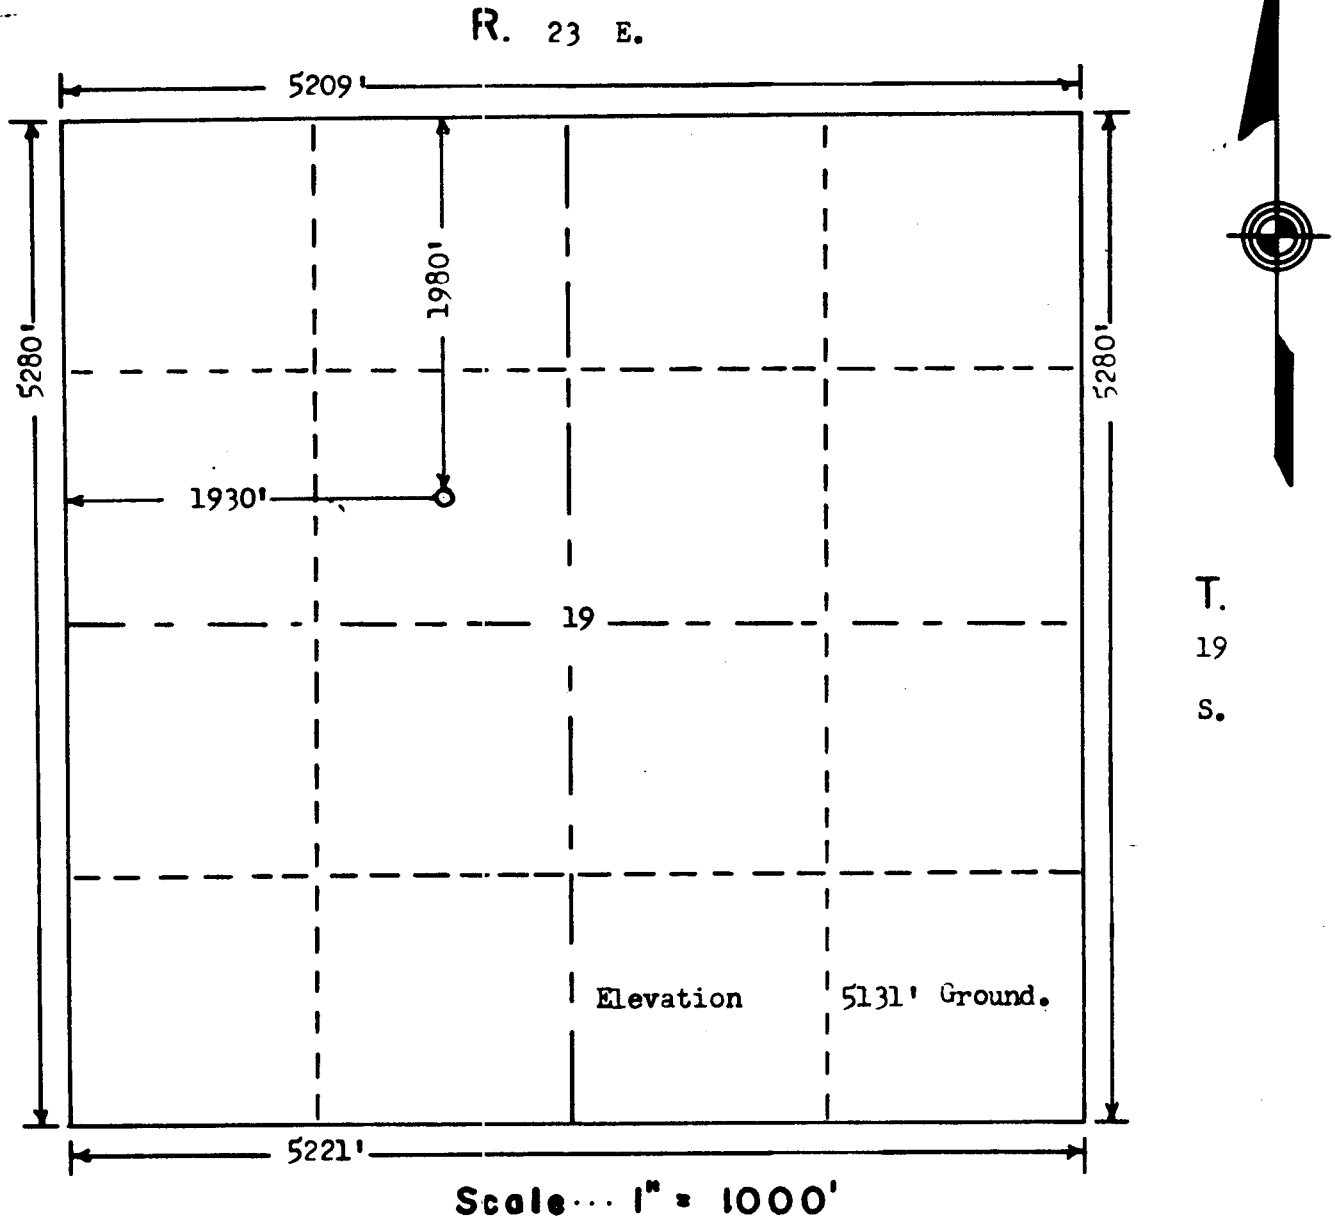 R. 23 E.
5209'
1980'
5280'
5280'
1930'
T.
19
19
S.
Elevation 5131' Ground.
5221'
Scale... 1" = 1000'